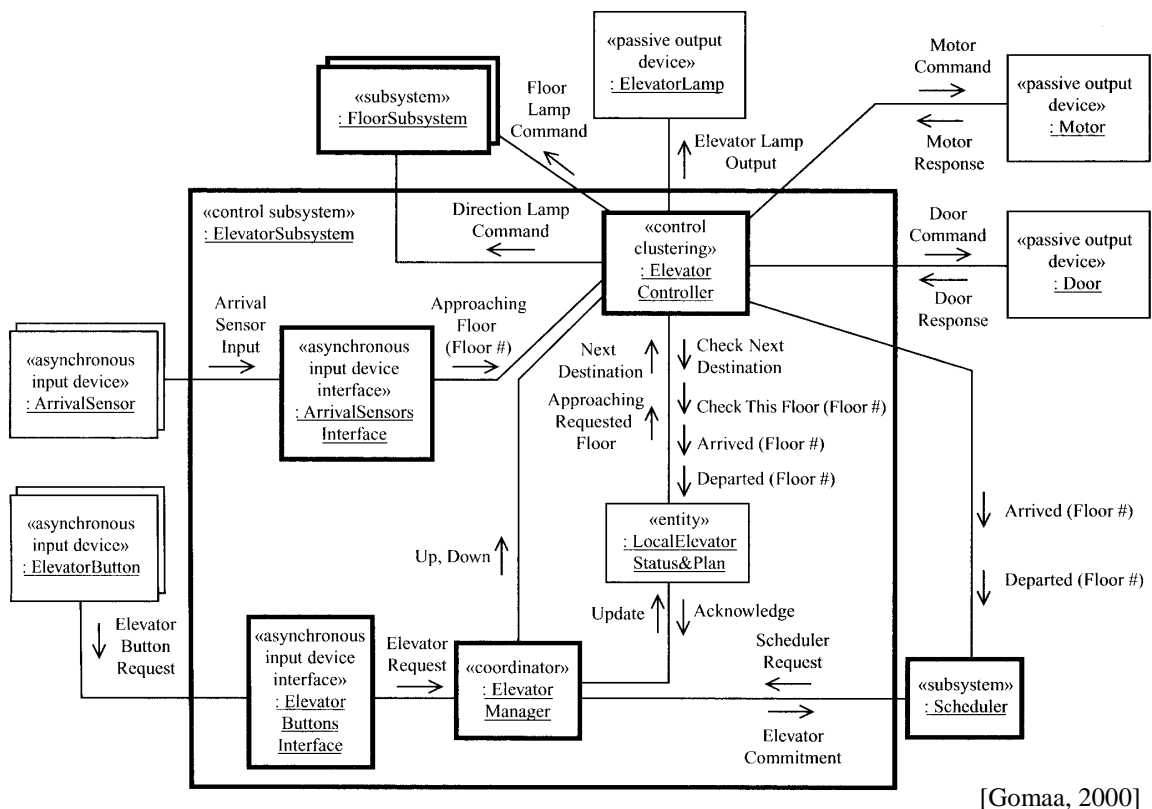 «subsystem»
: FloorSubsystem
Floor
Lamp
Command
«passive output
device»
: ElevatorLamp
Elevator Lamp
Output
Motor
Command
Motor
Response
«passive output
device»
: Motor
«control subsystem»
: ElevatorSubsystem
Direction Lamp
Command
«control
clustering»
: Elevator
Controller
Door
Command
Door
Response
«passive output
device»
: Door
«asynchronous
input device»
: ArrivalSensor
Arrival
Sensor
Input
«asynchronous
input device
interface»
: ArrivalSensors
Interface
Approaching
Floor
(Floor #)
Next
Destination
Approaching
Requested
Floor
Check Next
Destination
Check This Floor (Floor #)
Arrived (Floor #)
Departed (Floor #)
«asynchronous
input device»
: ElevatorButton
Elevator
Button
Request
Up, Down
«entity»
: LocalElevator
Status&Plan
Arrived (Floor #)
Departed (Floor #)
Update
Acknowledge
«asynchronous
input device
interface»
: Elevator
Buttons
Interface
Elevator
Request
«coordinator»
: Elevator
Manager
Scheduler
Request
Elevator
Commitment
«subsystem»
: Scheduler
[Gomaa, 2000]